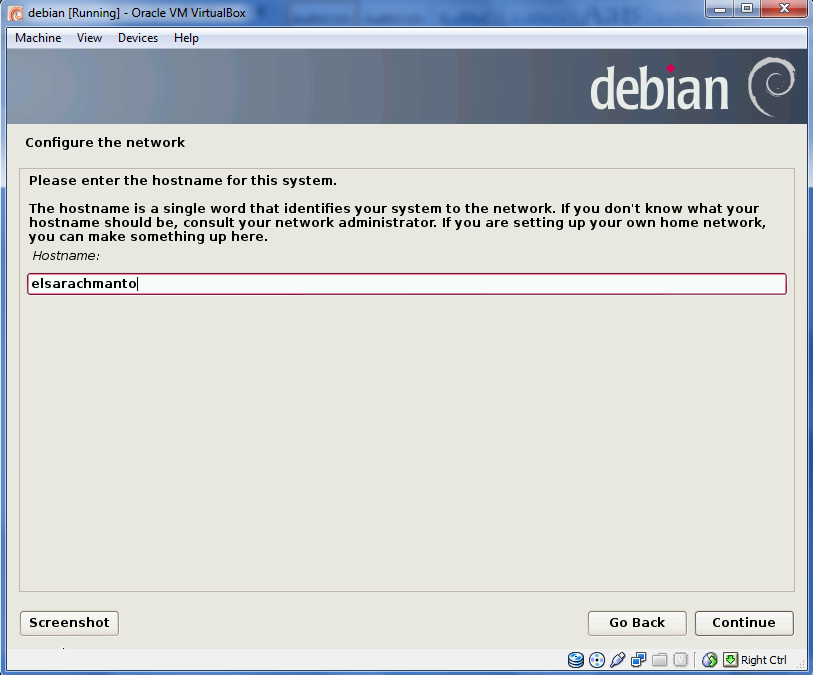 debian [Running] - Oracle VM VirtualBox
Machine View Devices Help
debian
Configure the network
Please enter the hostname for this system.
The hostname is a single word that identifies your system to the network. If you don't know what your
hostname should be, consult your network administrator. If you are setting up your own home network,
you can make something up here.
Hostname:
elsarachmanto
Screenshot
Go Back
Continue
Right Ctrl